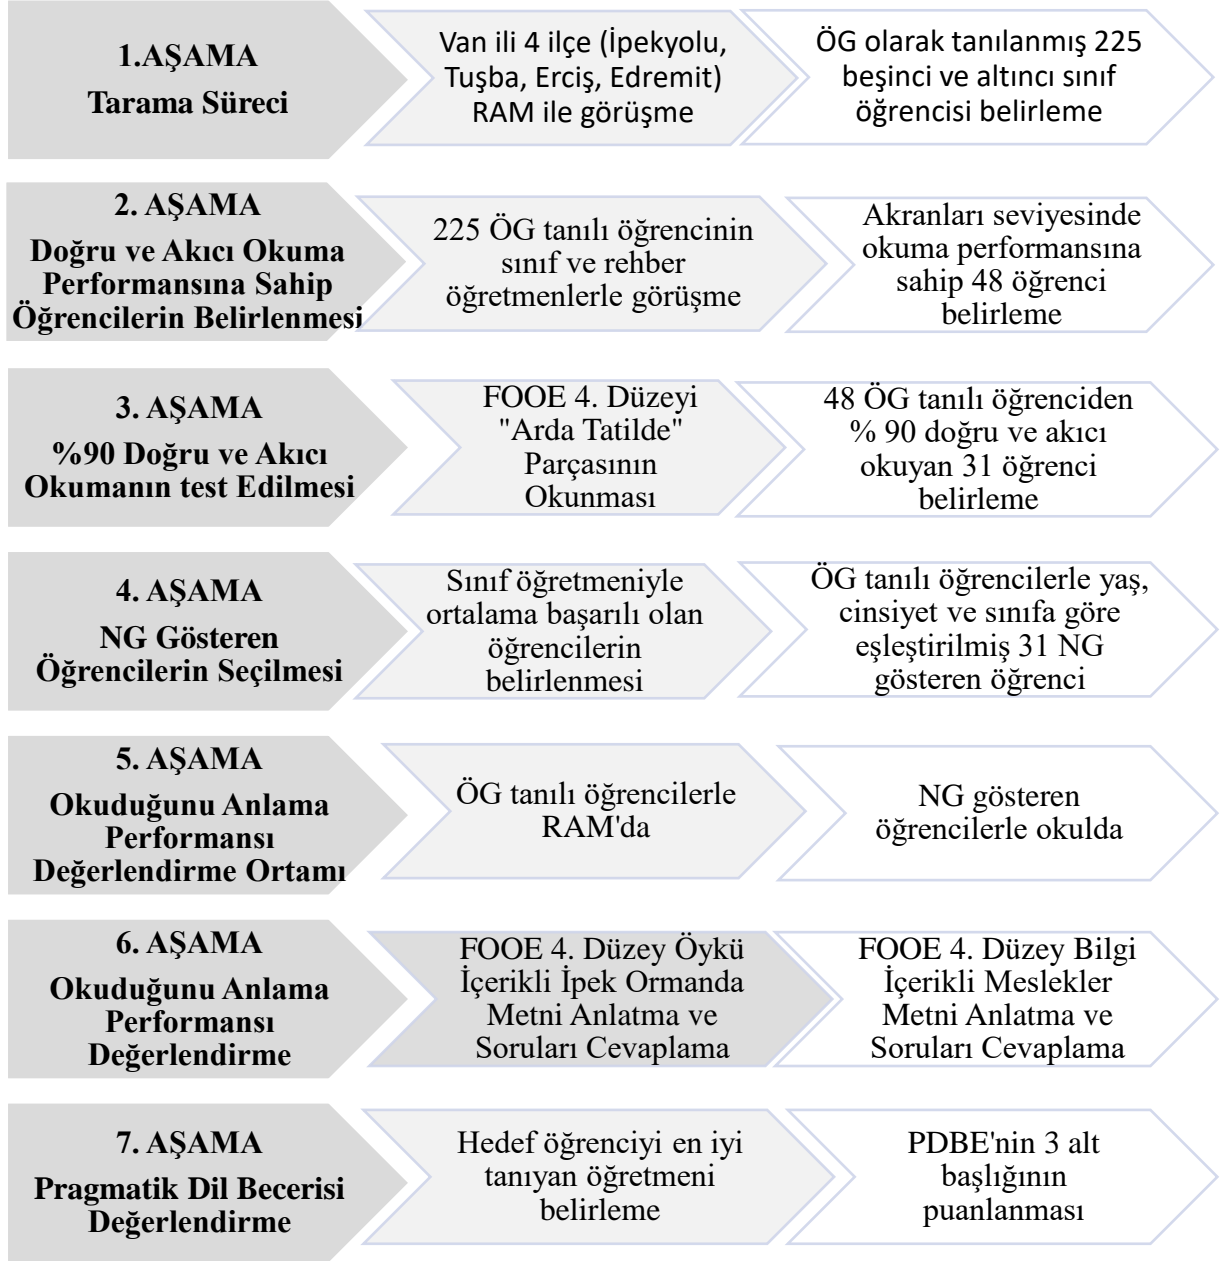 1.AŞAMA
Tarama Süreci
Van ili 4 ilçe (İpekyolu,
Tuşba, Erciş, Edremit)
RAM ile görüşme
ÖG olarak tanılanmış 225
beşinci ve altıncı sınıf
öğrencisi belirleme
2. AŞAMA
Doğru ve Akıcı Okuma
Performansına Sahip
Öğrencilerin Belirlenmesi
225 ÖG tanılı öğrencinin
sınıf ve rehber
öğretmenlerle görüşme
Akranları seviyesinde
okuma performansına
sahip 48 öğrenci
belirleme
3. AŞAMA
%90 Doğru ve Akıcı
Okumanın test Edilmesi
FOOE 4. Düzeyi
"Arda Tatilde"
Parçasının
Okunması
48 ÖG tanılı öğrenciden
% 90 doğru ve akıcı
okuyan 31 öğrenci
belirleme
4. AŞAMA
NG Gösteren
Öğrencilerin Seçilmesi
Sınıf öğretmeniyle
ortalama başarılı olan
öğrencilerin
belirlenmesi
ÖG tanılı öğrencilerle yaş,
cinsiyet ve sınıfa göre
eşleştirilmiş 31 NG
gösteren öğrenci
5. AŞAMA
Okuduğunu Anlama
Performansı
Değerlendirme Ortamı
ÖG tanılı öğrencilerle
RAM'da
NG gösteren
öğrencilerle okulda
6. AŞAMA
Okuduğunu Anlama
Performansı
Değerlendirme
FOOE 4. Düzey Öykü
İçerikli İpek Ormanda
Metni Anlatma ve
Soruları Cevaplama
FOOE 4. Düzey Bilgi
İçerikli Meslekler
Metni Anlatma ve
Soruları Cevaplama
7. AŞAMA
Pragmatik Dil Becerisi
Değerlendirme
Hedef öğrenciyi en iyi
tanıyan öğretmeni
belirleme
PDBE'nin 3 alt
başlığının
puanlanması